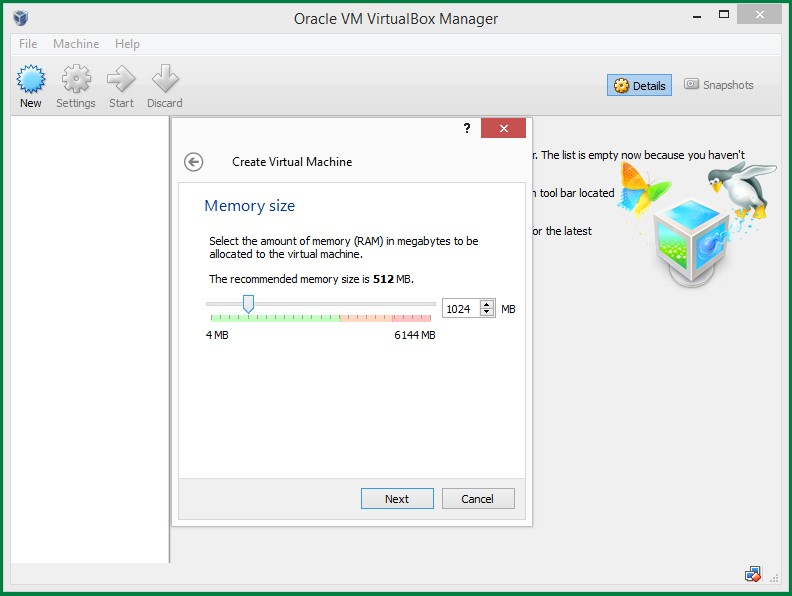 Oracle VM VirtualBox Manager
File Machine Help
New Settings Start Discard
Details Snapshots
?
Create Virtual Machine
Memory size
Select the amount of memory (RAM) in megabytes to be
allocated to the virtual machine.
The recommended memory size is 512 MB.
1024 MB
4 MB 6144 MB
Next Cancel
r. The list is empty now because you haven't
n tool bar located
or the latest